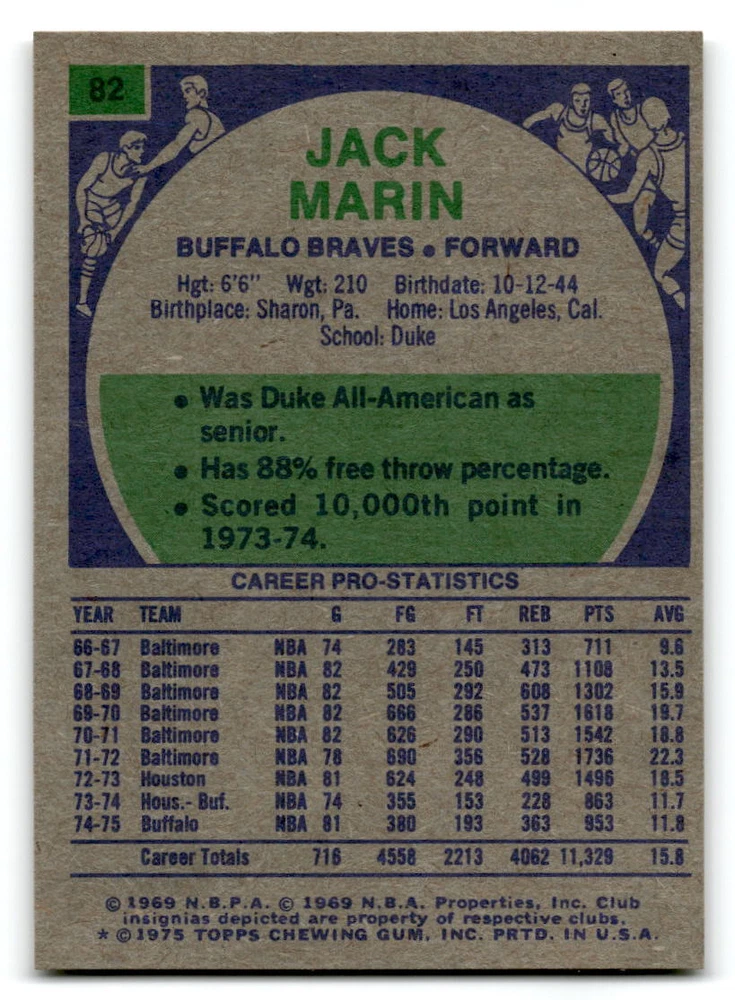 82
JACK
MARIN
BUFFALO BRAVES • FORWARD
Hgt: 6'6" Wgt: 210 Birthdate: 10-12-44
Birthplace: Sharon, Pa. Home: Los Angeles, Cal.
School: Duke
• Was Duke All-American as
senior.
• Has 88% free throw percentage.
• Scored 10,000th point in
1973-74.
CAREER PRO-STATISTICS
YEAR TEAM G FG FT REB PTS AVG
66-67 Baltimore NBA 74 283 145 313 711 9.6
67-68 Baltimore NBA 82 429 250 473 1108 13.5
68-69 Baltimore NBA 82 505 292 608 1302 15.9
69-70 Baltimore NBA 82 666 286 537 1618 19.7
70-71 Baltimore NBA 82 626 290 513 1542 18.8
71-72 Baltimore NBA 78 690 356 528 1736 22.3
72-73 Houston NBA 81 624 248 499 1496 18.5
73-74 Hous.- Buf. NBA 74 355 153 228 863 11.7
74-75 Buffalo NBA 81 380 193 363 953 11.8
Career Totals 716 4558 2213 4062 11,329 15.8
© 1969 N.B.P.A. © 1969 N.B.A. Properties, Inc. Club
insignias depicted are property of respective clubs.
* © 1975 TOPPS CHEWING GUM, INC. PRTD. IN U.S.A.